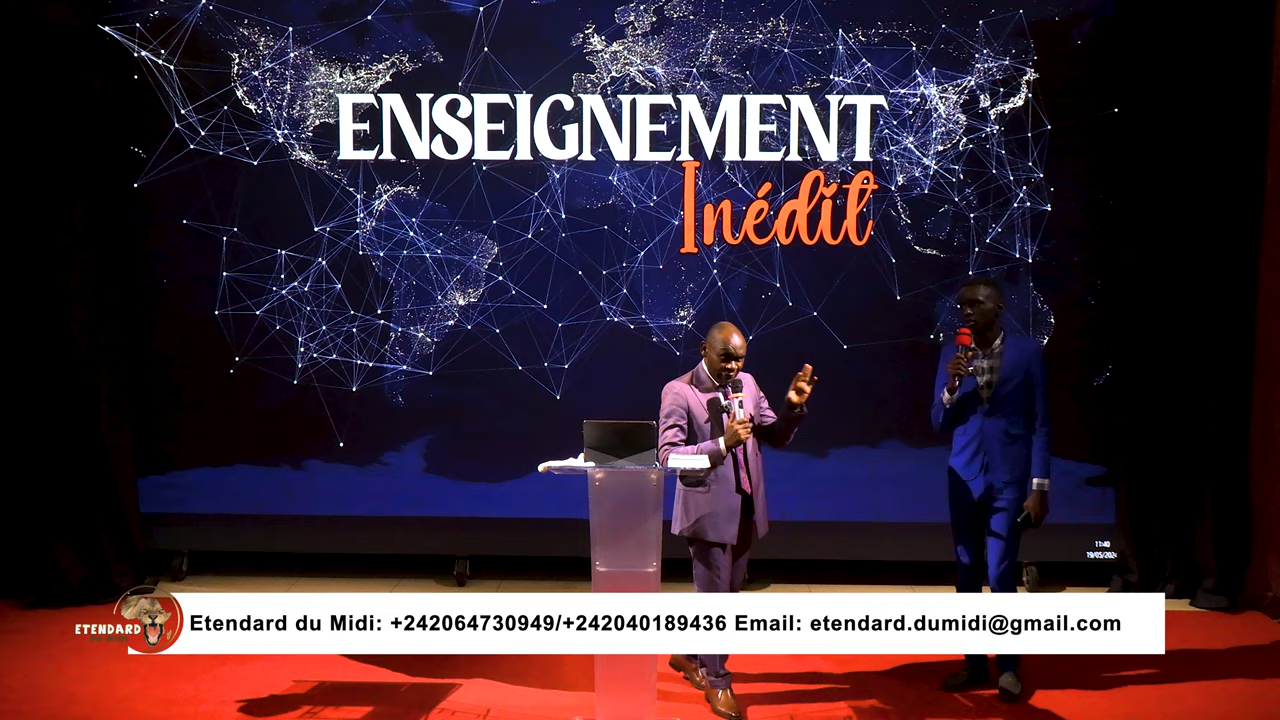 ENSEIGNEMENT
Inédit
11:40
19/05/2024
ETENDARD
Etendard du Midi: +242064730949/+242040189436 Email: etendard.dumidi@gmail.com